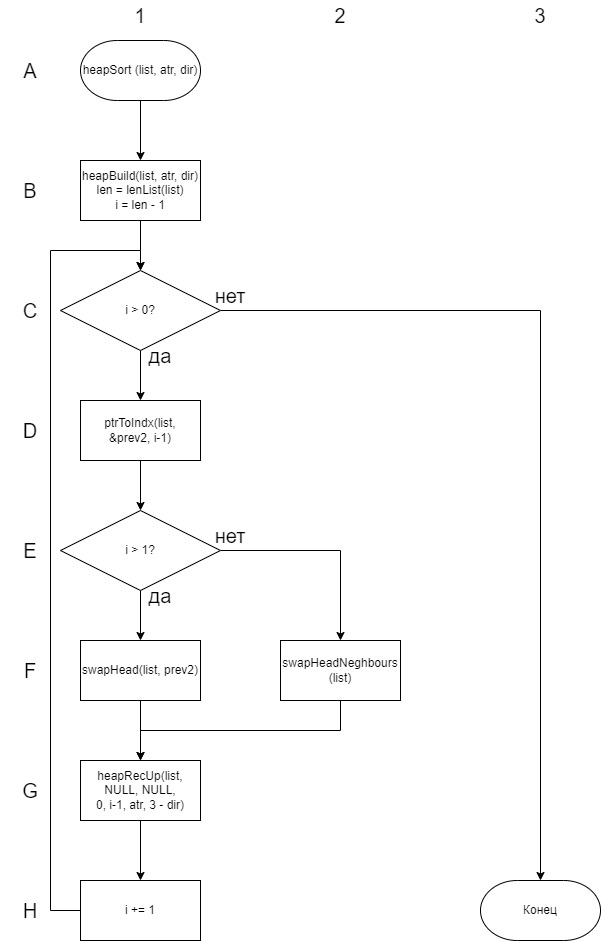 1 2 3
A
heapSort (list, atr, dir)
B
heapBuild(list, atr, dir)
len = lenList(list)
i = len - 1
C
i > 0?
нет
да
D
ptrToIndx(list,
&prev2, i-1)
E
i > 1?
нет
да
F
swapHead(list, prev2)
swapHeadNeghbours
(list)
G
heapRecUp(list,
NULL, NULL,
0, i-1, atr, 3 - dir)
H
i += 1
Конец